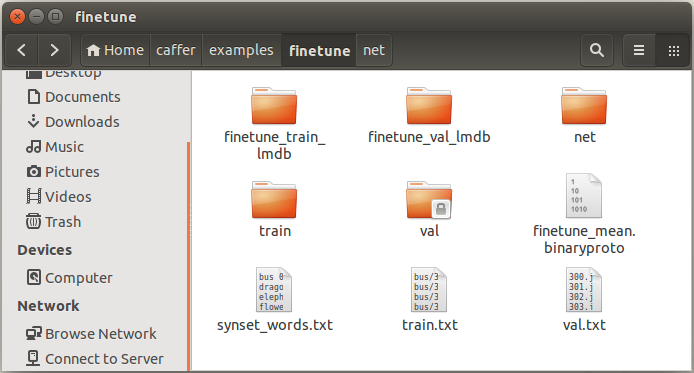 finetune
Home caffer examples finetune net
Desktop
Documents
Downloads
Music
Pictures
Videos
Trash
Devices
Computer
Network
Browse Network
Connect to Server
finetune_train_
lmdb
finetune_val_lmdb
net
train
val
1
10
101
1010
finetune_mean.
binaryproto
bus 0
drago
eleph
flowe
synset_words.txt
bus/3
bus/3
bus/3
bus/3
train.txt
300.j
301.j
302.j
303.j
val.txt